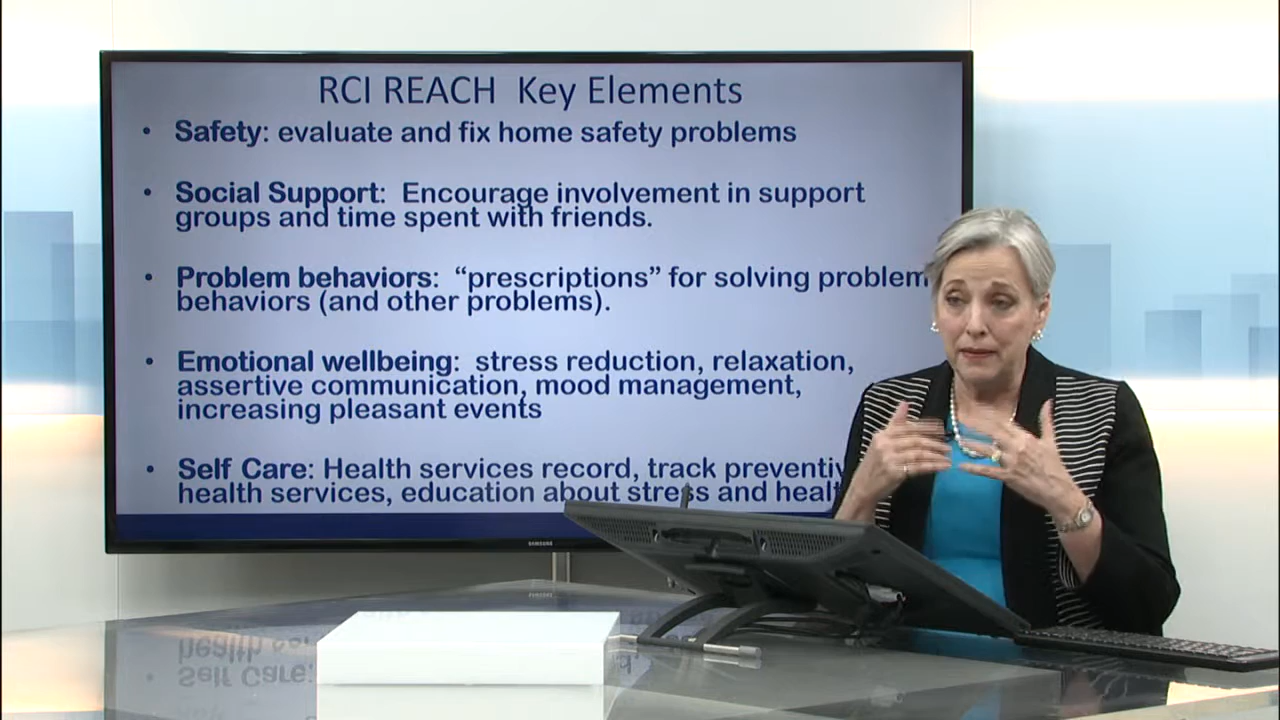 RCI REACH Key Elements
• Safety: evaluate and fix home safety problems
• Social Support: Encourage involvement in support
groups and time spent with friends.
• Problem behaviors: “prescriptions” for solving problem
behaviors (and other problems).
• Emotional wellbeing: stress reduction, relaxation,
assertive communication, mood management,
increasing pleasant events
• Self Care: Health services record, track
health services, education about stress and
SAMSUNG
health
Self Care: